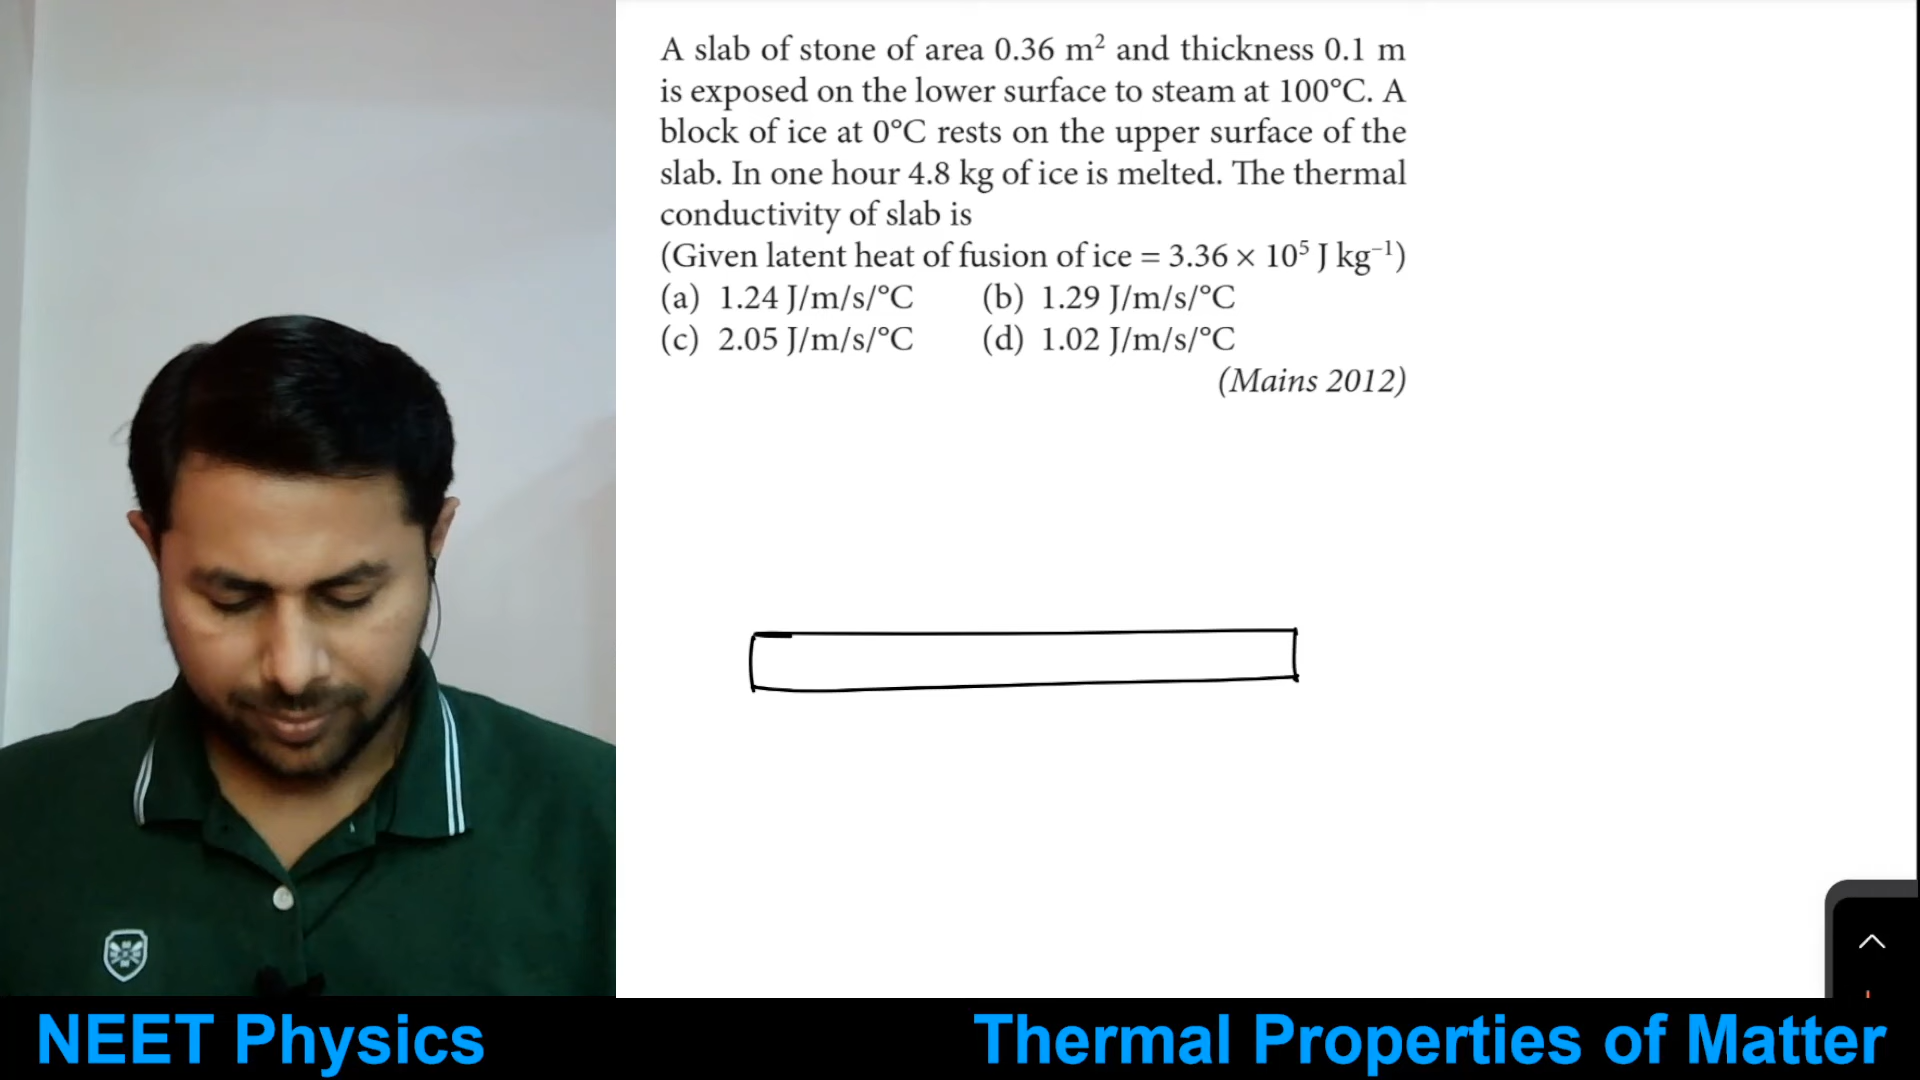 A slab of stone of area 0.36 m² and thickness 0.1 m
is exposed on the lower surface to steam at 100°C. A
block of ice at 0°C rests on the upper surface of the
slab. In one hour 4.8 kg of ice is melted. The thermal
conductivity of slab is
(Given latent heat of fusion of ice = 3.36 × 10⁵ J kg⁻¹)
(a) 1.24 J/m/s/°C (b) 1.29 J/m/s/°C
(c) 2.05 J/m/s/°C (d) 1.02 J/m/s/°C
(Mains 2012)
NEET Physics Thermal Properties of Matter